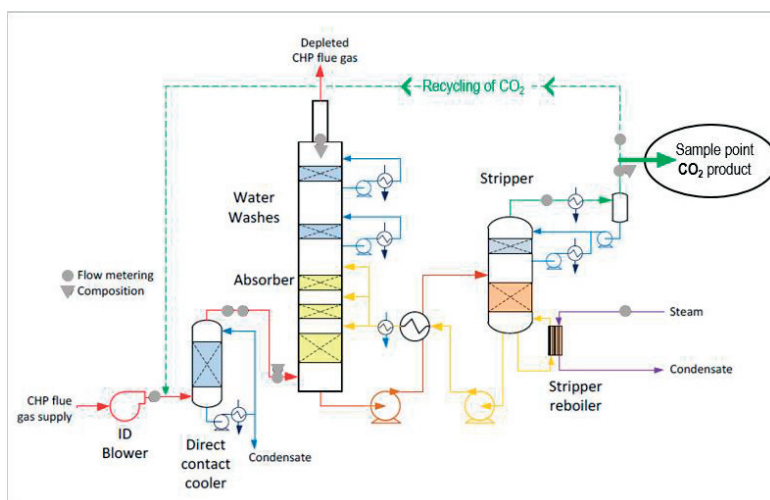 Depleted
CHP flue gas
Recycling of CO₂
Sample point
CO₂ product
Stripper
Water
Washes
Flow metering
Composition
Absorber
Steam
CHP flue
gas supply
ID
Blower
Direct
contact
cooler
Condensate
Stripper
reboiler
Condensate